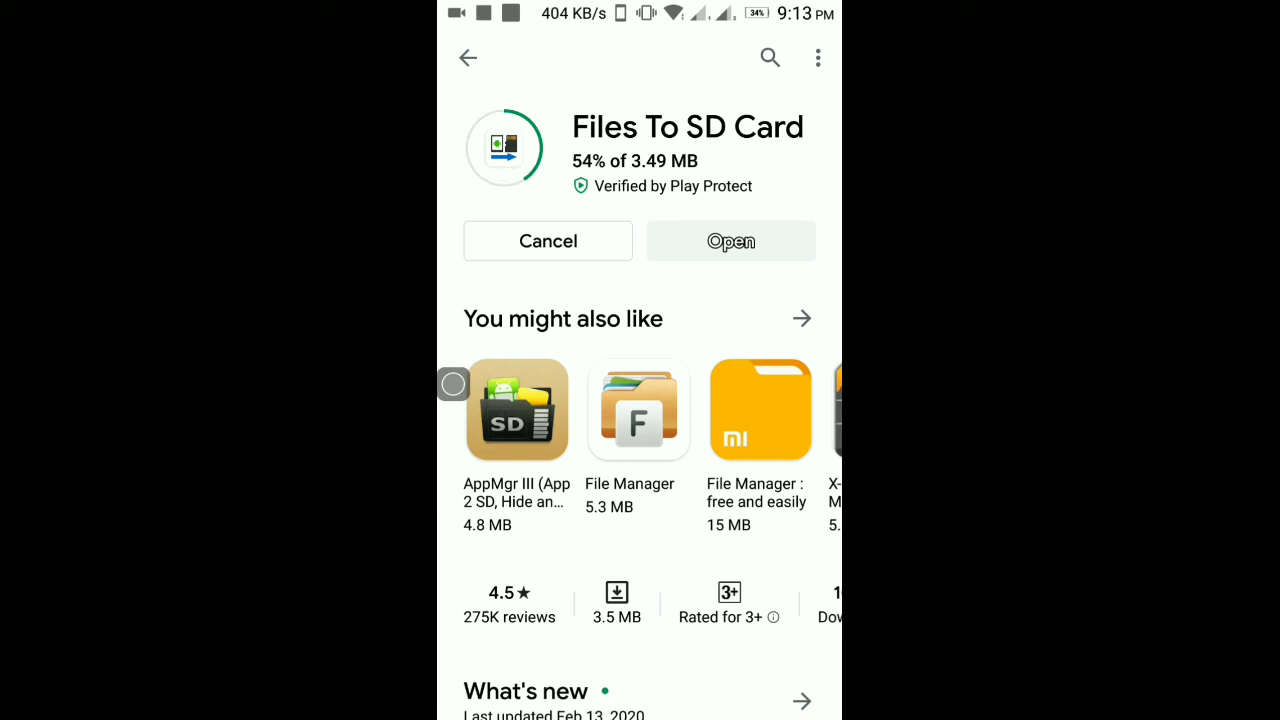 404 KB/s 34% 9:13 PM
Files To SD Card
54% of 3.49 MB
Verified by Play Protect
Cancel Open
You might also like
SD F mi
AppMgr III (App
2 SD, Hide an...
4.8 MB
File Manager
5.3 MB
File Manager :
free and easily
15 MB
X-
M
5.
4.5★
275K reviews
3.5 MB
3+
Rated for 3+
What's new
Last updated Feb 13, 2020